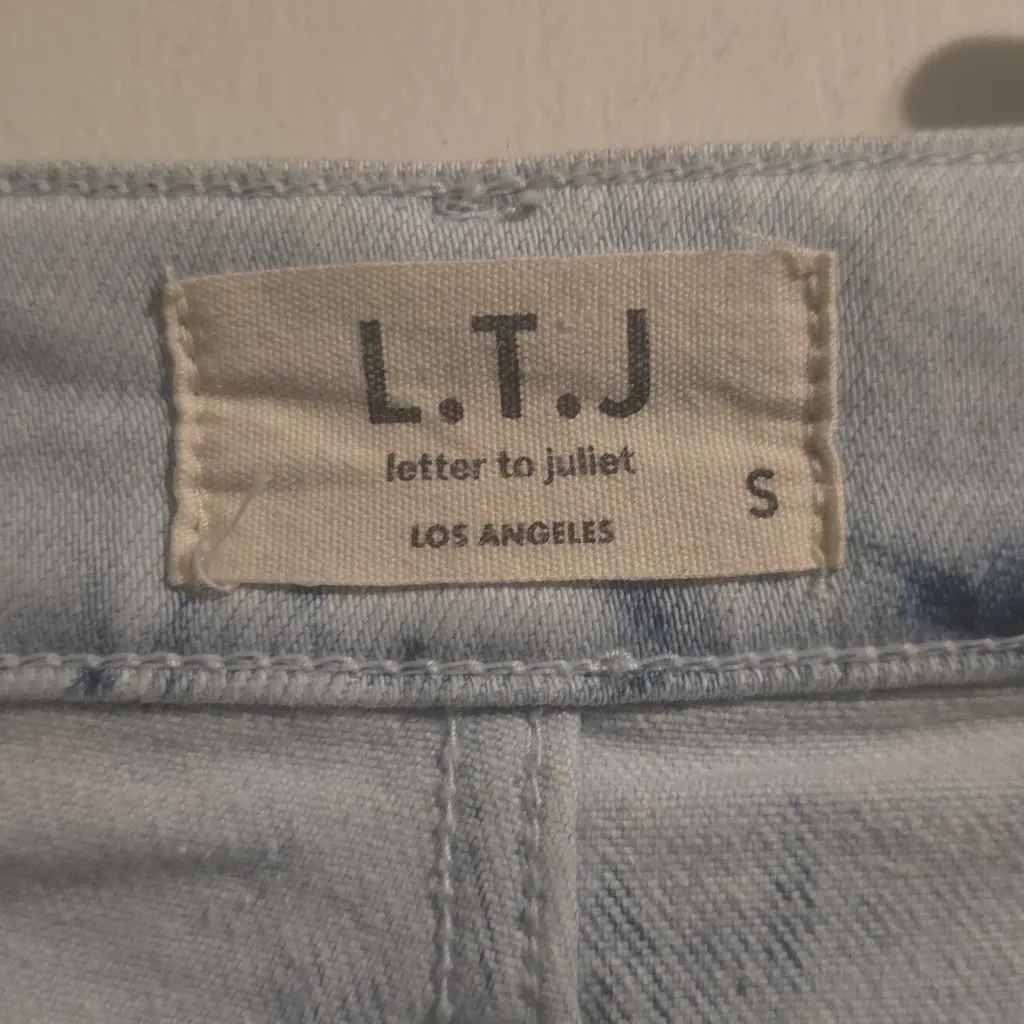 L.T.J
letter to juliet
S
LOS ANGELES